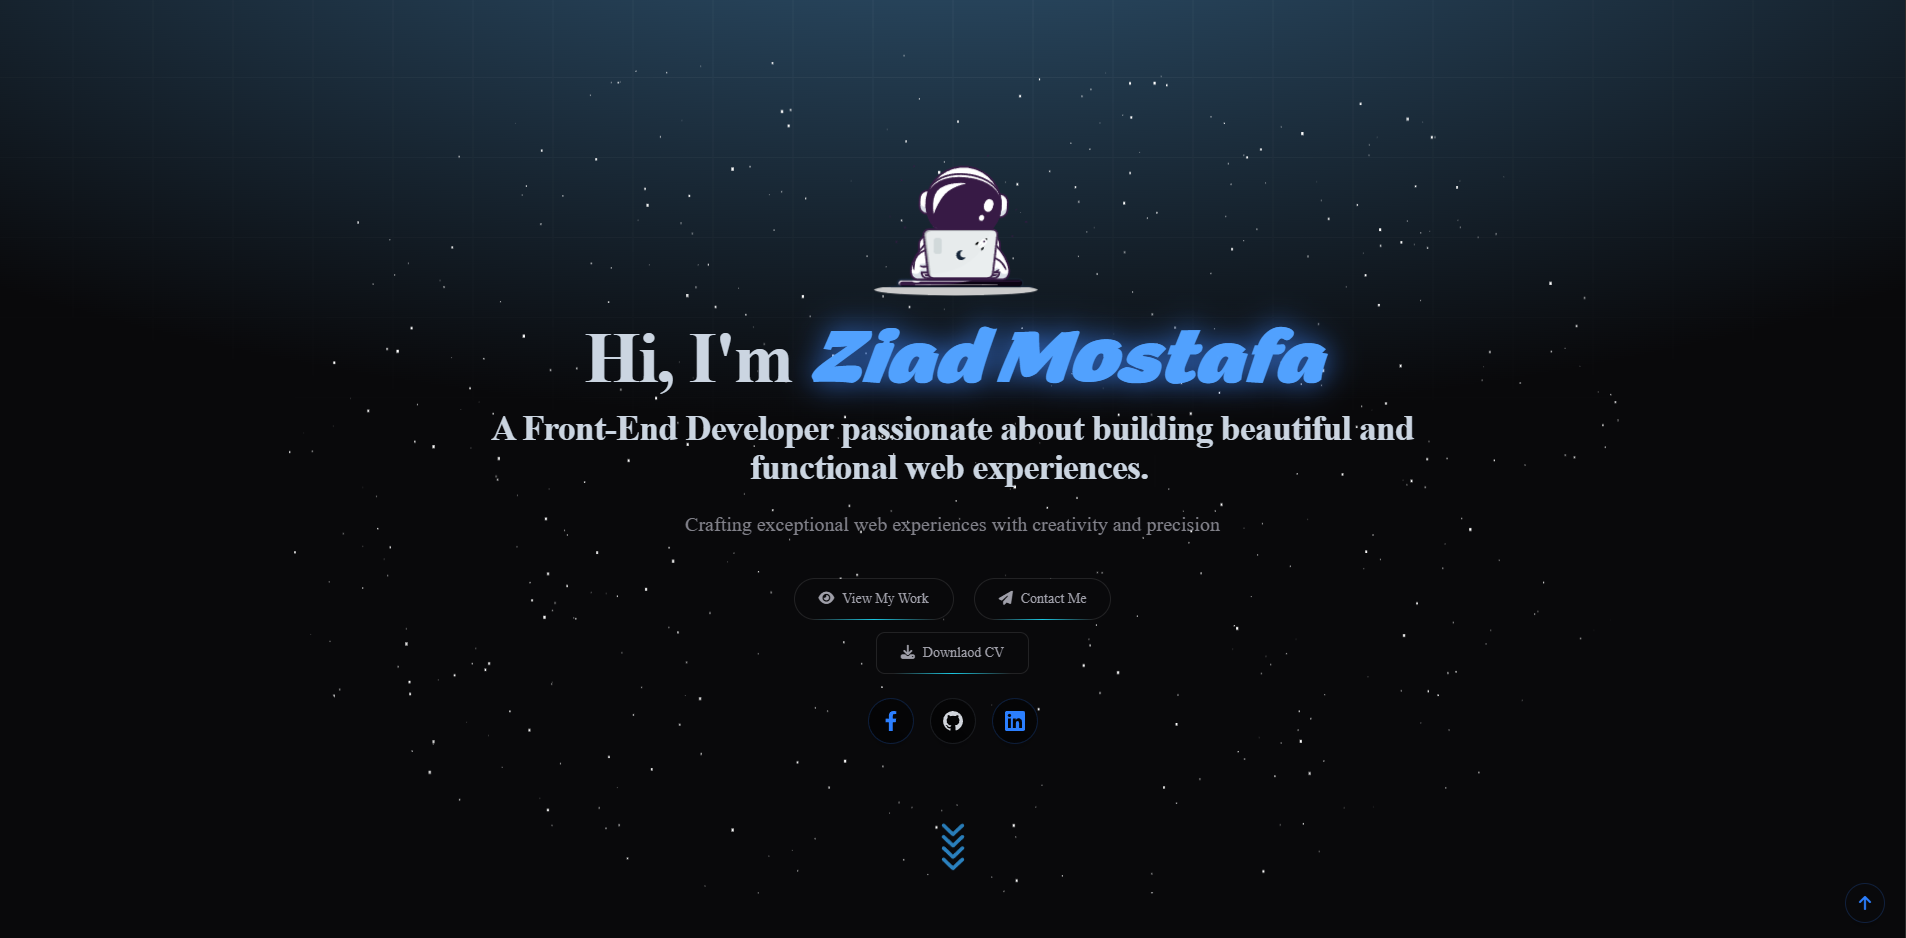 Hi, I'm Ziad Mostafa
A Front-End Developer passionate about building beautiful and
functional web experiences.
Crafting exceptional web experiences with creativity and precision
View My Work
Contact Me
Downlaod CV